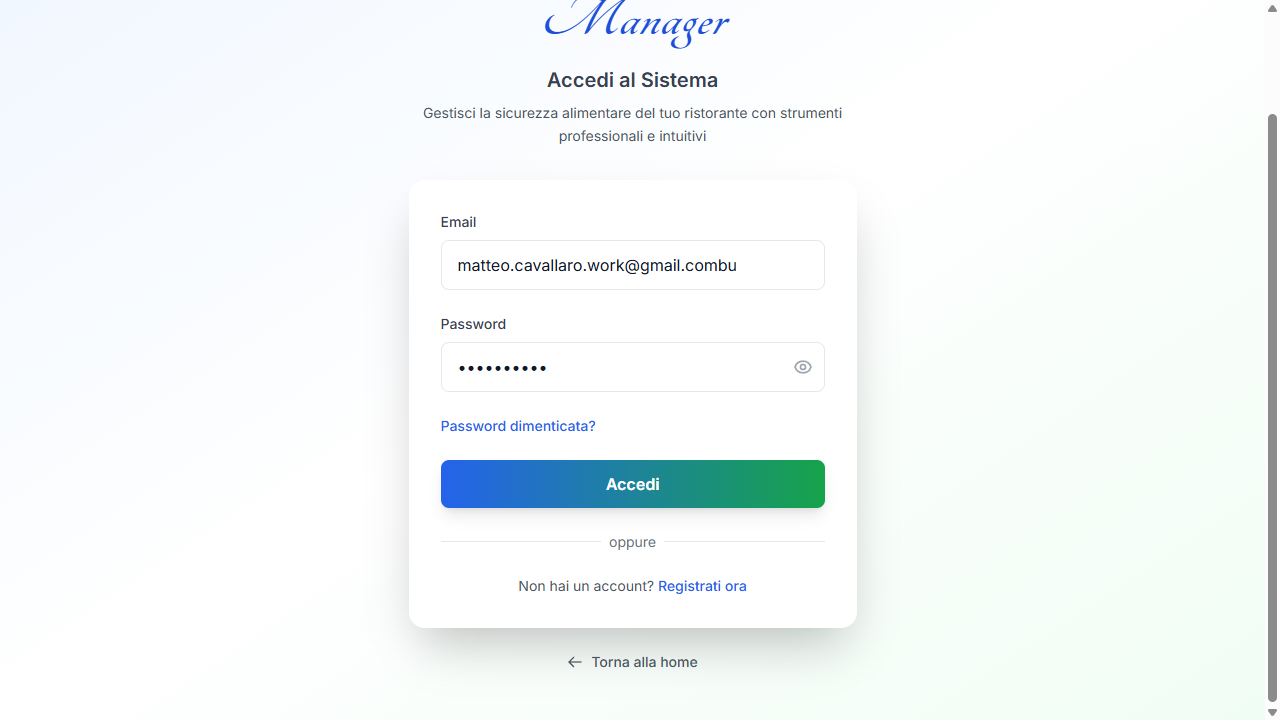 Manager
Accedi al Sistema
Gestisci la sicurezza alimentare del tuo ristorante con strumenti
professionali e intuitivi
Email
matteo.cavallaro.work@gmail.combu
Password
••••••••••
Password dimenticata?
Accedi
oppure
Non hai un account? Registrati ora
← Torna alla home